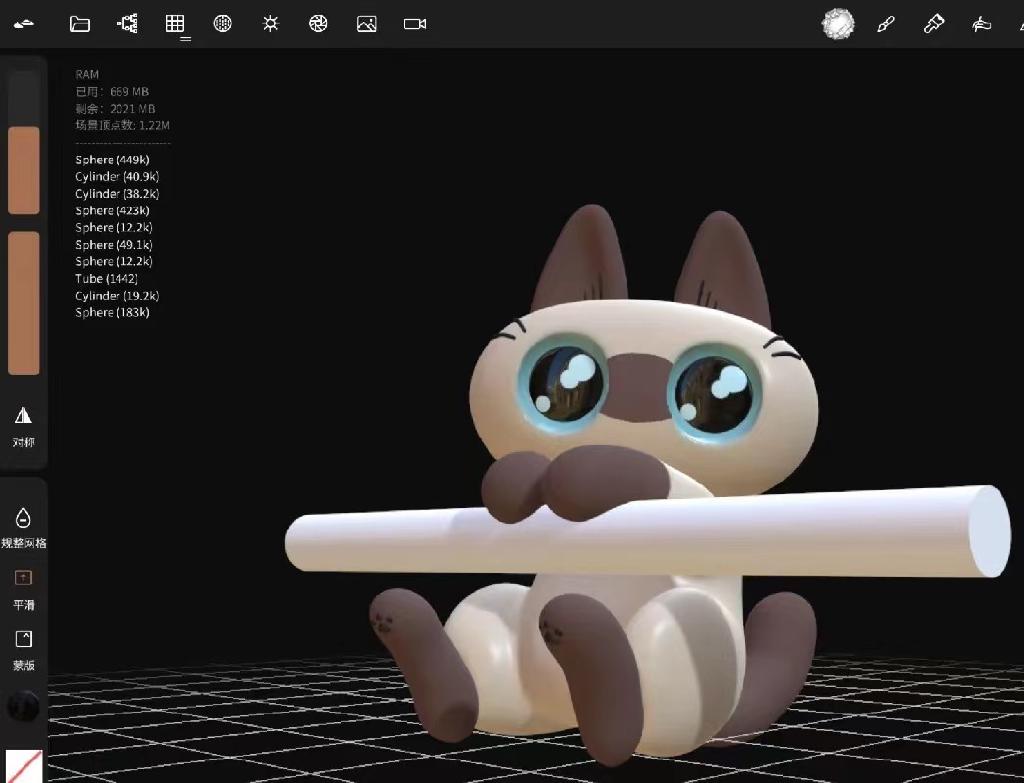 RAM
已用: 669 MB
剩余: 2021 MB
场景顶点数: 1.22M
Sphere (449k)
Cylinder (40.9k)
Cylinder (38.2k)
Sphere (423k)
Sphere (12.2k)
Sphere (49.1k)
Sphere (12.2k)
Tube (1442)
Cylinder (19.2k)
Sphere (183k)
对称
规整网格
平滑
蒙版